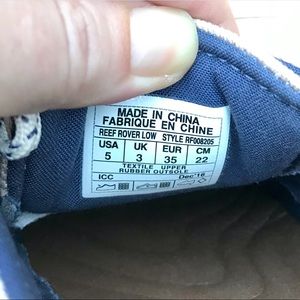 MADE IN CHINA
FABRIQUE EN CHINE
REEF ROVER LOW STYLE RF008205
USA UK EUR CM
5 3 35 22
TEXTILE UPPER
RUBBER OUTSOLE
ICC Dec'16